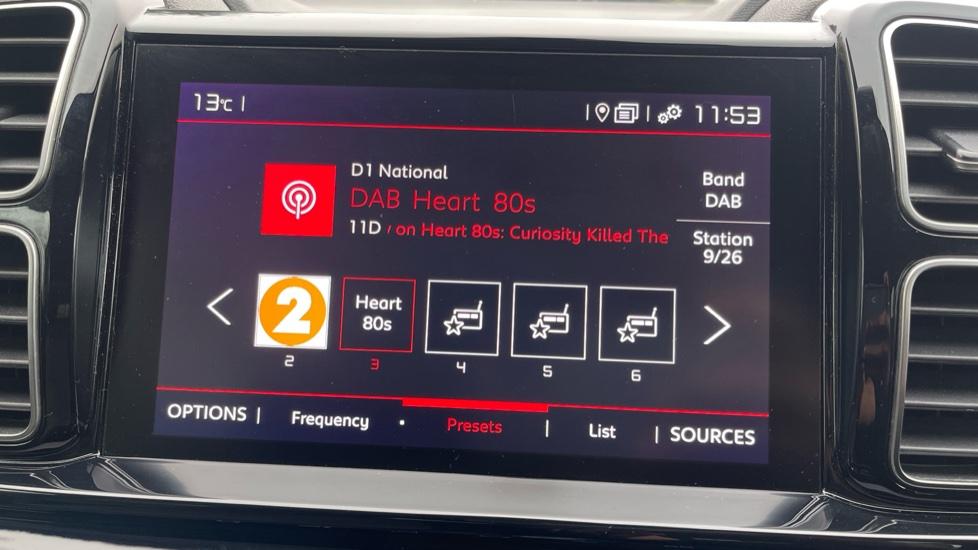 13°C |
11:53
D1 National
DAB Heart 80s
11D / on Heart 80s: Curiosity Killed The
Band
DAB
Station
9/26
2
Heart
80s
2
3
4
5
6
OPTIONS |
Frequency
Presets
List
SOURCES